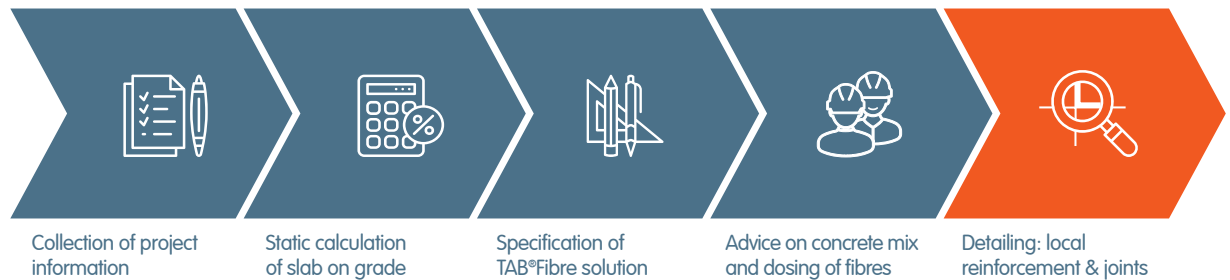 Collection of project
information
Static calculation
of slab on grade
Specification of
TAB®Fibre solution
Advice on concrete mix
and dosing of fibres
Detailing: local
reinforcement & joints